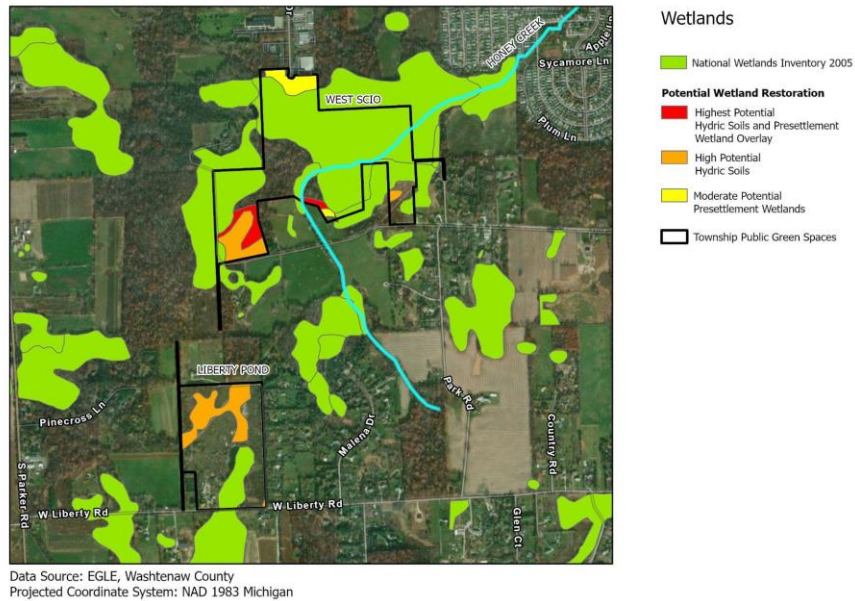 Dr
HONEY CREEK
Apple Ln
Sycamore Ln
Plum Ln
WEST SCIO
LIBERTY POND
Pinecross Ln
S Parker Rd
Malena Dr
Park Rd
Country Rd
W Liberty Rd
W Liberty Rd
Glen Ct
Wetlands
National Wetlands Inventory 2005
Potential Wetland Restoration
Highest Potential
Hydric Soils and Presettlement
Wetland Overlay
High Potential
Hydric Soils
Moderate Potential
Presettlement Wetlands
Township Public Green Spaces
Data Source: EGLE, Washtenaw County
Projected Coordinate System: NAD 1983 Michigan